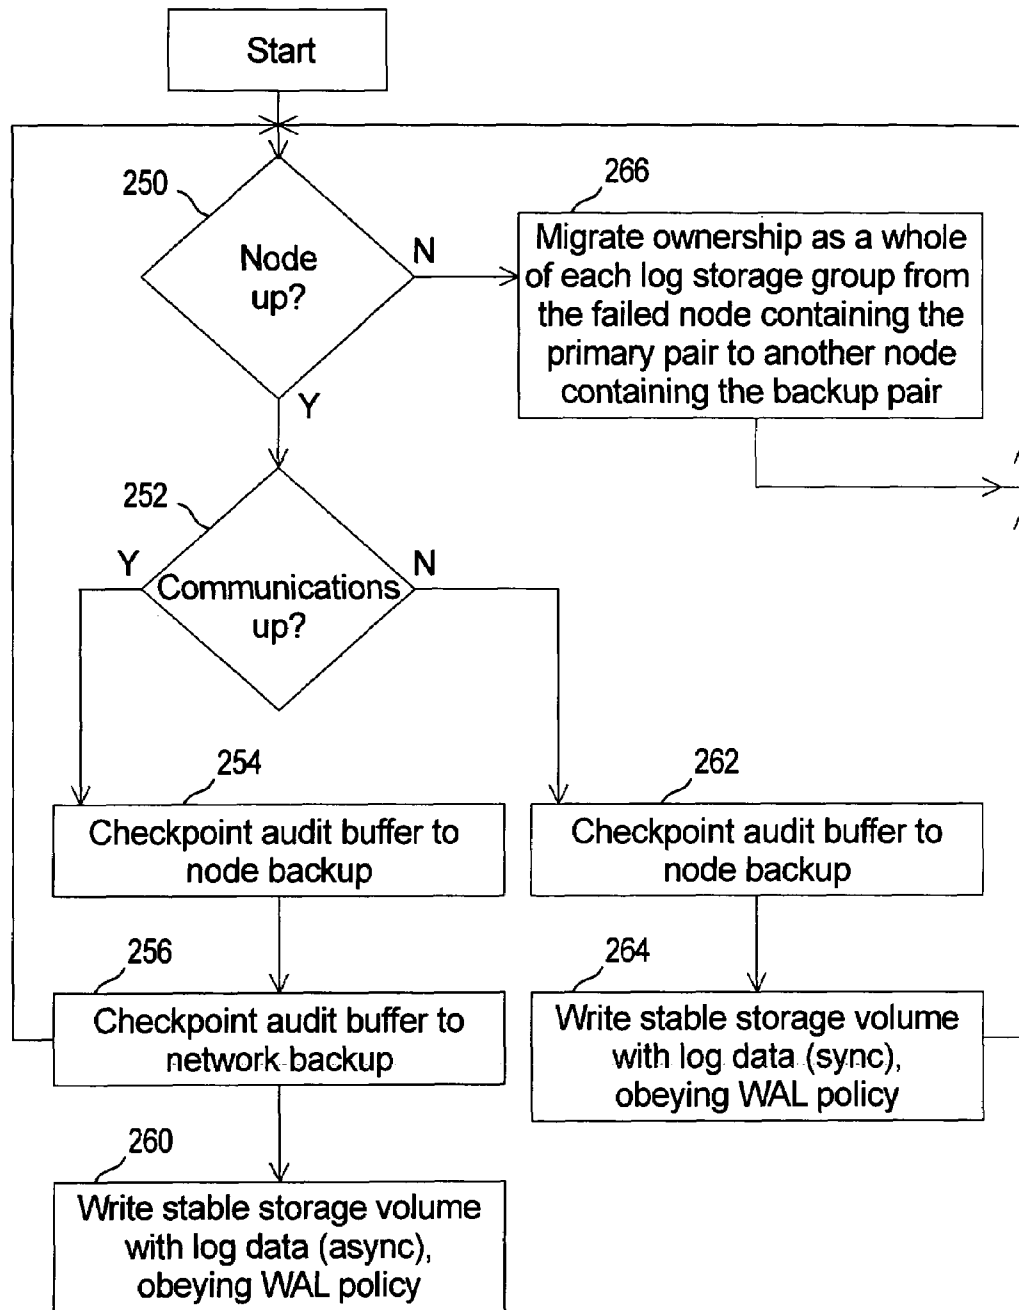 Start
250
Node
up?
N
Y
266
Migrate ownership as a whole
of each log storage group from
the failed node containing the
primary pair to another node
containing the backup pair
252
Y
Communications
up?
N
254
Checkpoint audit buffer to
node backup
262
Checkpoint audit buffer to
node backup
256
Checkpoint audit buffer to
network backup
264
Write stable storage volume
with log data (sync),
obeying WAL policy
260
Write stable storage volume
with log data (async),
obeying WAL policy